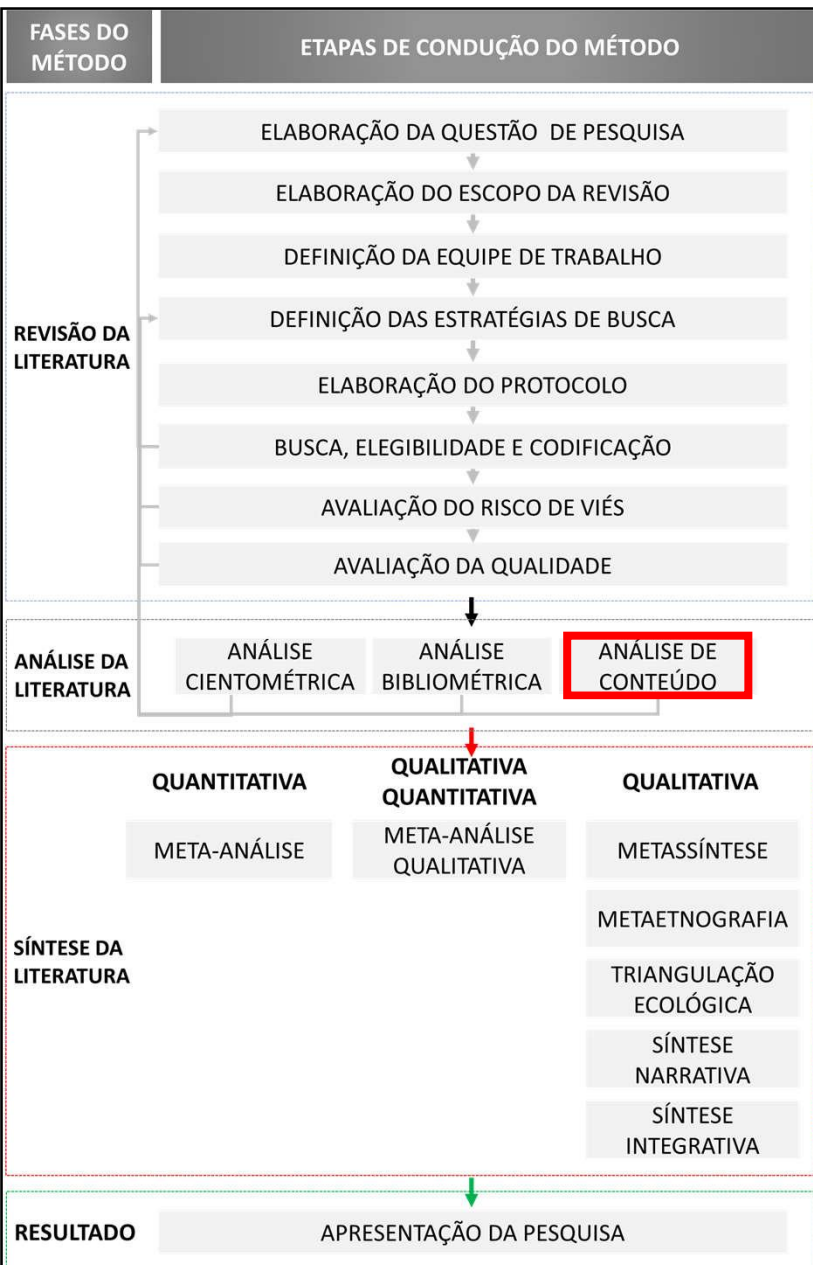 FASES DO
MÉTODO
ETAPAS DE CONDUÇÃO DO MÉTODO
REVISÃO DA
LITERATURA
ELABORAÇÃO DA QUESTÃO DE PESQUISA
ELABORAÇÃO DO ESCOPO DA REVISÃO
DEFINIÇÃO DA EQUIPE DE TRABALHO
DEFINIÇÃO DAS ESTRATÉGIAS DE BUSCA
ELABORAÇÃO DO PROTOCOLO
BUSCA, ELEGIBILIDADE E CODIFICAÇÃO
AVALIAÇÃO DO RISCO DE VIÉS
AVALIAÇÃO DA QUALIDADE
ANÁLISE DA
LITERATURA
ANÁLISE
CIENTOMÉTRICA
ANÁLISE
BIBLIOMÉTRICA
ANÁLISE DE
CONTEÚDO
SÍNTESE DA
LITERATURA
QUANTITATIVA
META-ANÁLISE
QUALITATIVA
QUANTITATIVA
META-ANÁLISE
QUALITATIVA
QUALITATIVA
METASSÍNTESE
METAETNOGRAFIA
TRIANGULAÇÃO
ECOLÓGICA
SÍNTESE
NARRATIVA
SÍNTESE
INTEGRATIVA
RESULTADO
APRESENTAÇÃO DA PESQUISA